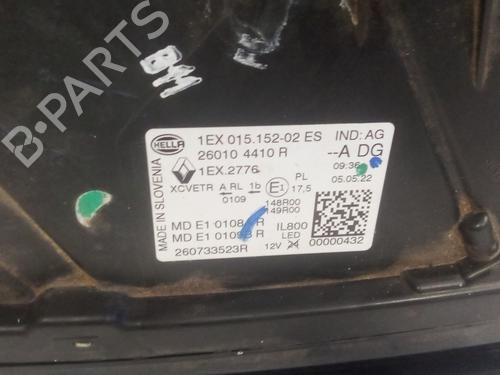 B-PARTS
BM
HELLA
1EX 015.152-02 ES IND: AG
26010 4410 R --A DG
1EX.2776 09:36
XCVETR A RL 1b E1 PL 17,5 05.05.22
0109
148R00
149R00
MD E1 0108 R IL800
MD E1 0109 R LED
260733523R 12V 24 00000432
MADE IN SLOVENIA